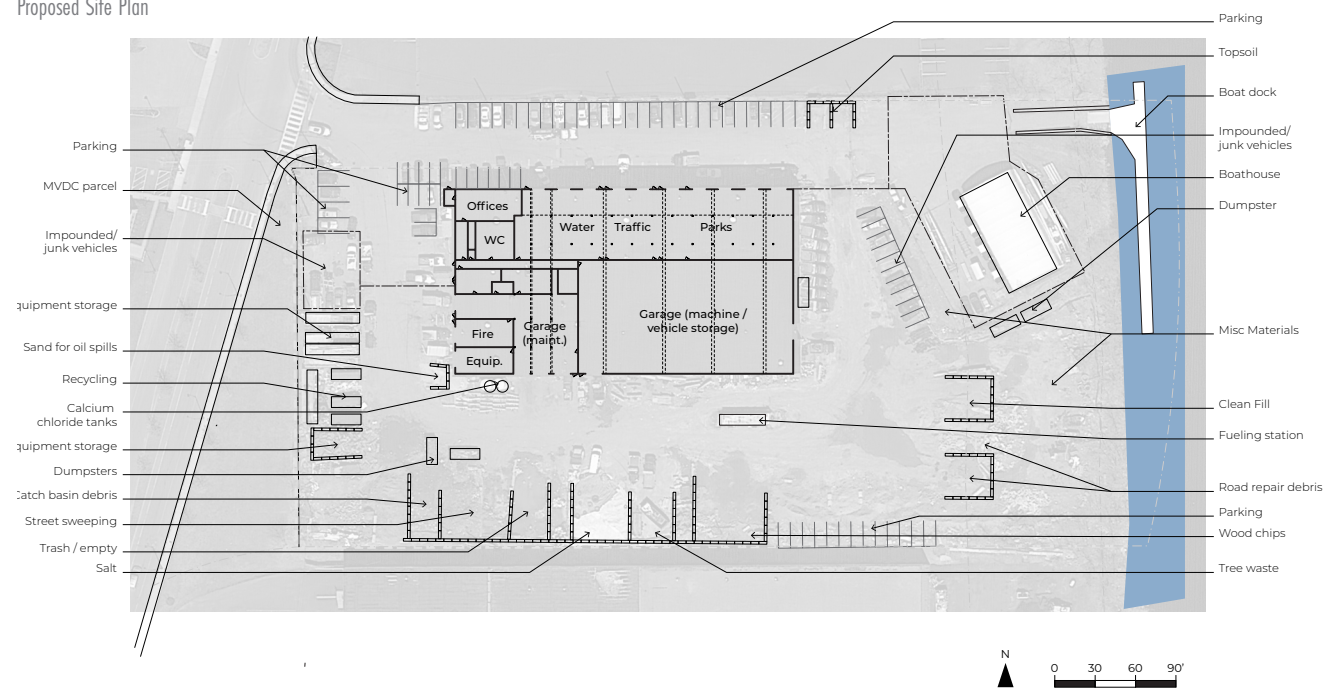 Proposed Site Plan
Parking
MVDC parcel
Impounded/
junk vehicles
quipment storage
Sand for oil spills
Recycling
Calcium
chloride tanks
quipment storage
Dumpsters
Catch basin debris
Street sweeping
Trash / empty
Salt
Offices
WC
Water
Traffic
Parks
Fire
Equip.
Garage
(maint.)
Garage (machine /
vehicle storage)
Parking
Topsoil
Boat dock
Impounded/
junk vehicles
Boathouse
Dumpster
Misc Materials
Clean Fill
Fueling station
Road repair debris
Parking
Wood chips
Tree waste
N
0 30 60 90'